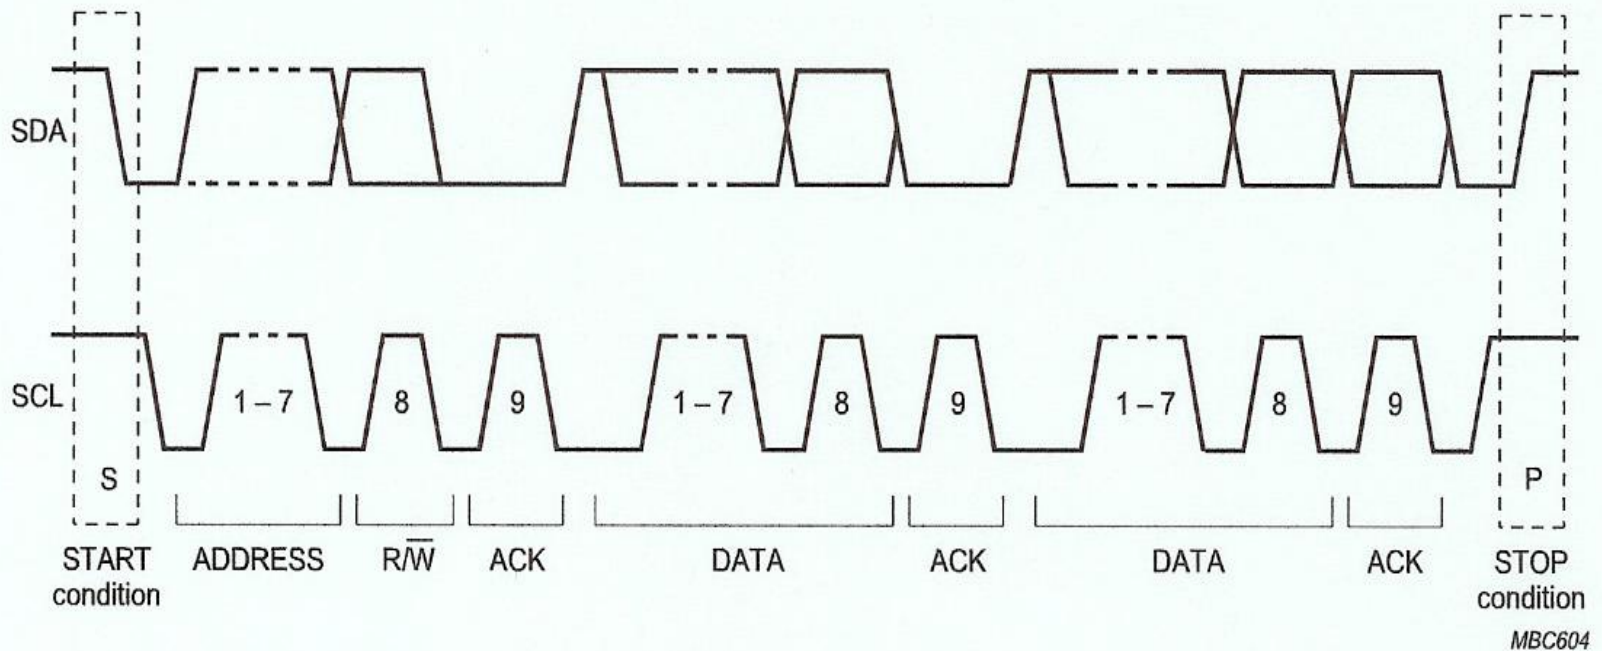 SDA
SCL
1 – 7
8
9
1 – 7
8
9
1 – 7
8
9
S
P
START
condition
ADDRESS
R/W̅
ACK
DATA
ACK
DATA
ACK
STOP
condition
MBC604